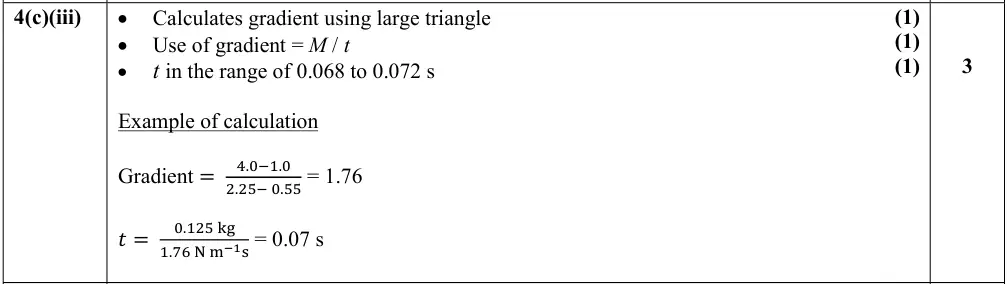 4(c)(iii) • Calculates gradient using large triangle (1)
• Use of gradient = M / t (1)
• t in the range of 0.068 to 0.072 s (1) 3
Example of calculation
Gradient = 4.0−1.0 / 2.25− 0.55 = 1.76
t = 0.125 kg / 1.76 N m⁻¹s = 0.07 s